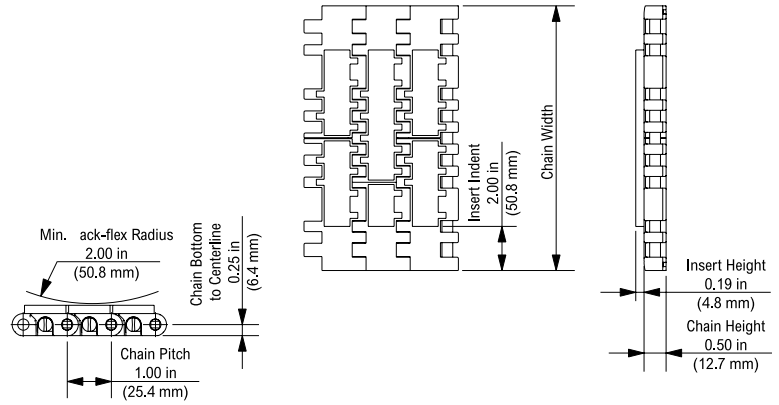 Min. ack-flex Radius
2.00 in
(50.8 mm)
Chain Bottom
to Centerline
0.25 in
(6.4 mm)
Chain Pitch
1.00 in
(25.4 mm)
Insert Indent
2.00 in
(50.8 mm)
Chain Width
Insert Height
0.19 in
(4.8 mm)
Chain Height
0.50 in
(12.7 mm)